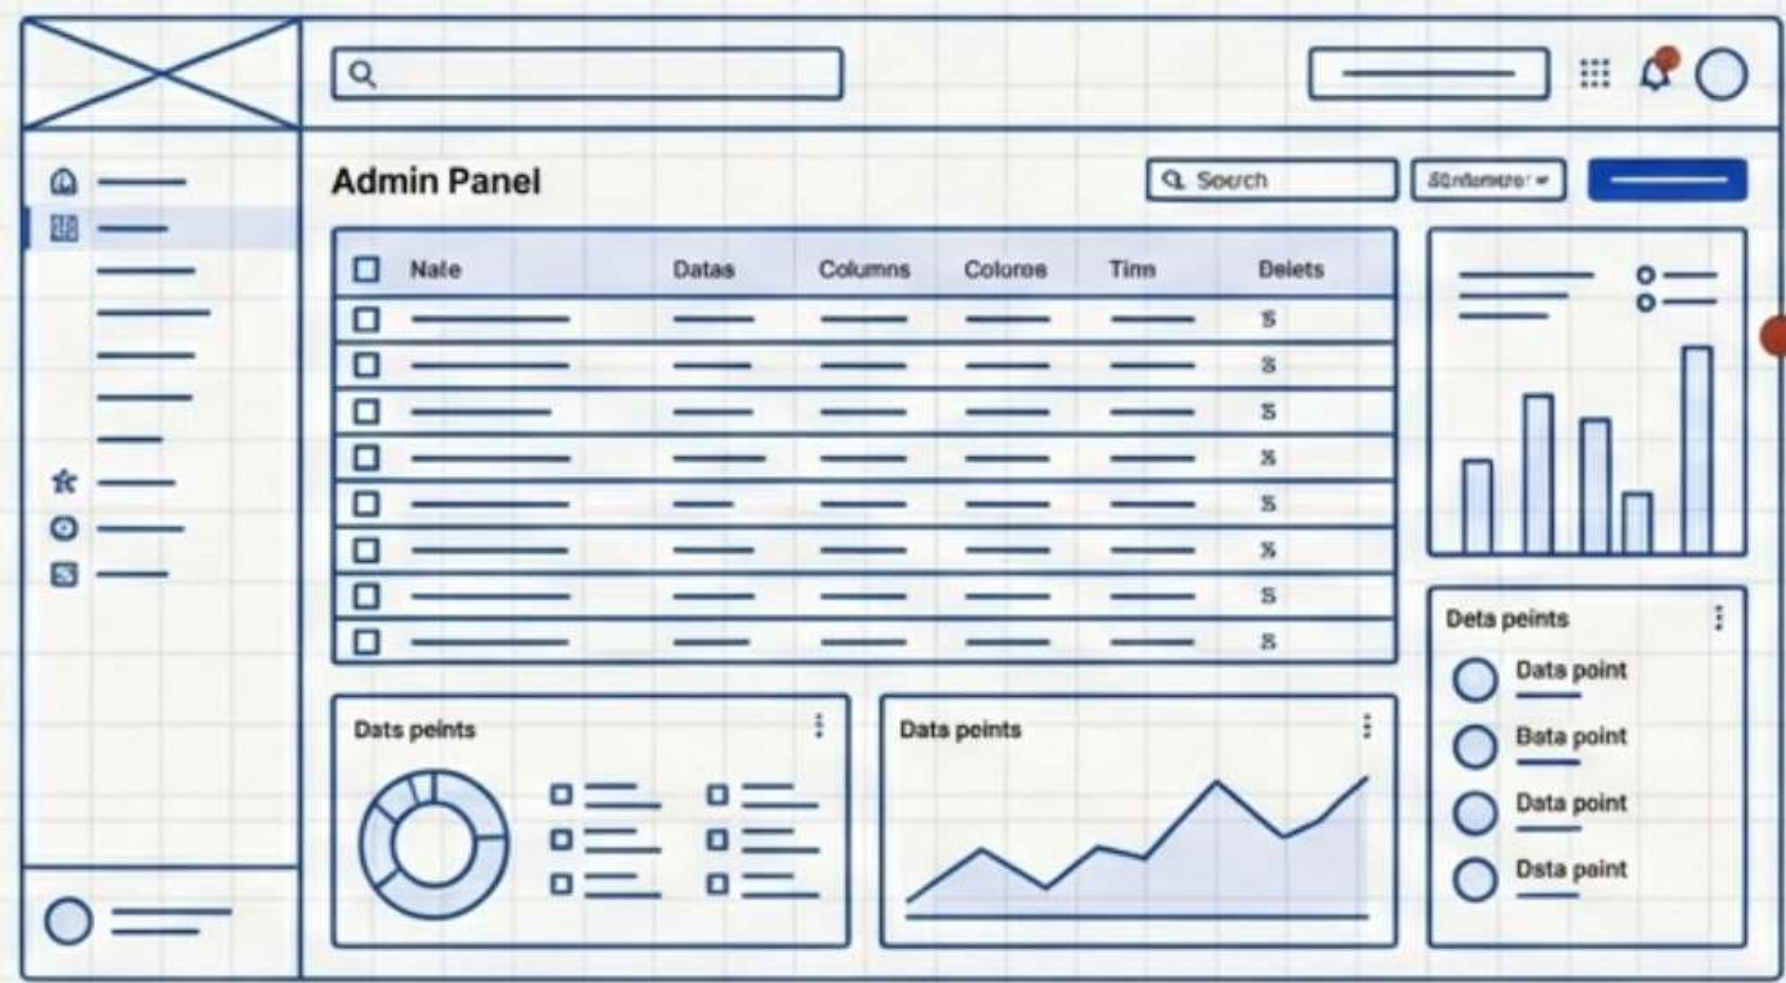 Admin Panel
Soerch
Nale Datas Columns Coloros Tinn Delets
Deta peints
Data point
Bata point
Data point
Dsta paint
Dats peints
Data peints